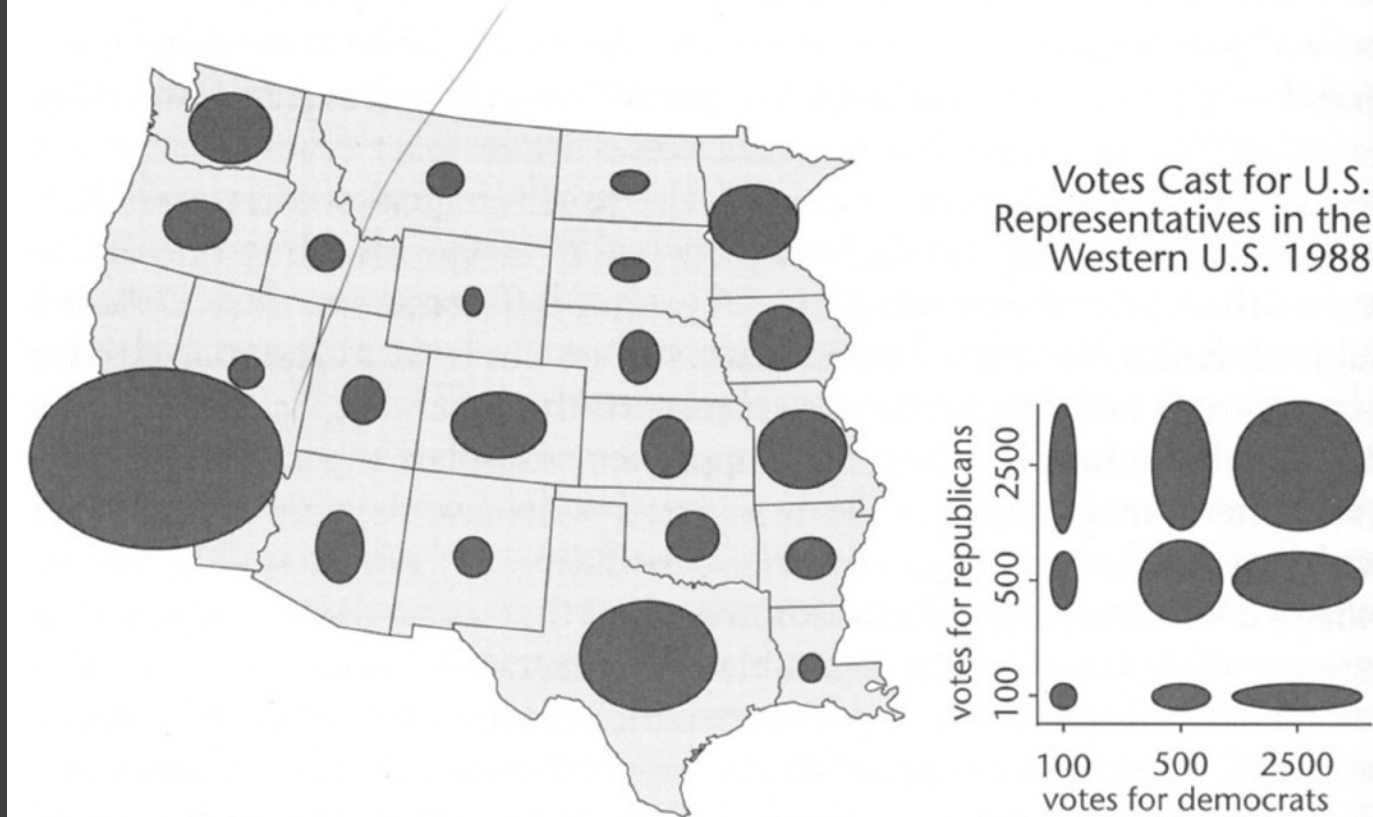 Votes Cast for U.S.
Representatives in the
Western U.S. 1988
votes for republicans
2500
500
100
100 500 2500
votes for democrats